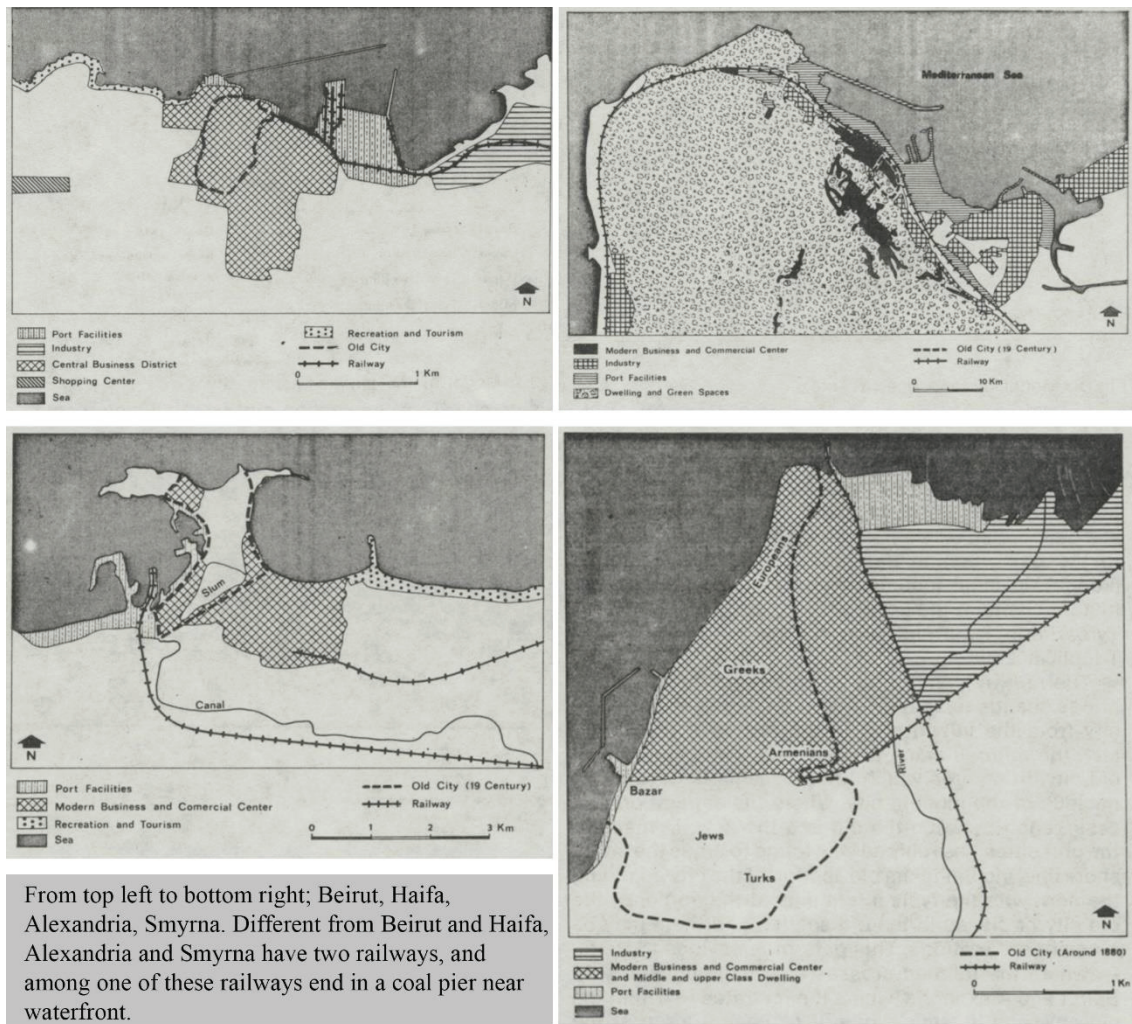 N
Port Facilities
Industry
Central Business District
Shopping Center
Sea
Recreation and Tourism
Old City
Railway
0 1 Km
Mediterranean Sea
N
Modern Business and Commercial Center
Industry
Port Facilities
Dwelling and Green Spaces
Old City (19 Century)
Railway
0 10 Km
Slum
Canal
N
Port Facilities
Modern Business and Comercial Center
Recreation and Tourism
Sea
Old City (19 Century)
Railway
0 1 2 3 Km
Europeans
Greeks
Armenians
River
Bazar
Jews
Turks
N
Industry
Modern Business and Commercial Center
and Middle and upper Class Dwelling
Port Facilities
Sea
Old City (Around 1880)
Railway
0 1 Km
From top left to bottom right; Beirut, Haifa,
Alexandria, Smyrna. Different from Beirut and Haifa,
Alexandria and Smyrna have two railways, and
among one of these railways end in a coal pier near
waterfront.